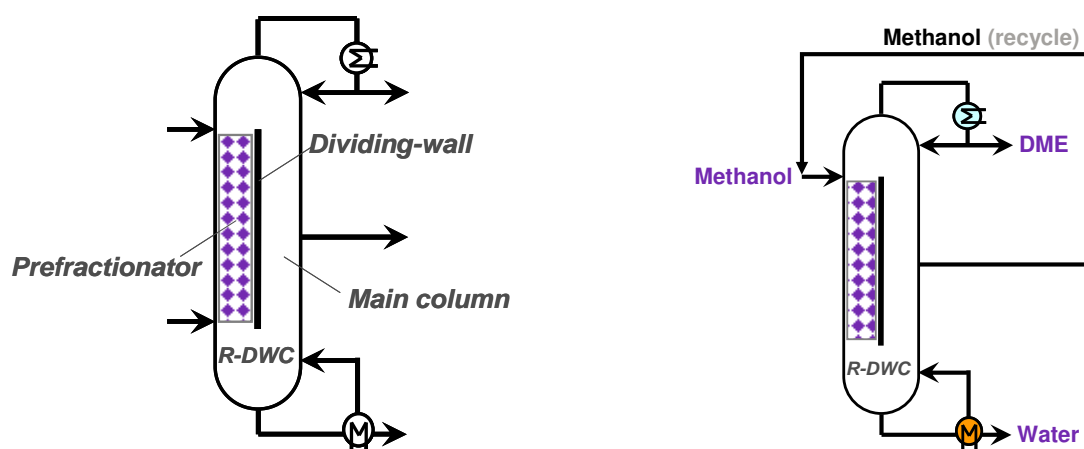 Dividing-wall
Prefractionator
Main column
R-DWC
Methanol (recycle)
DME
Methanol
R-DWC
Water